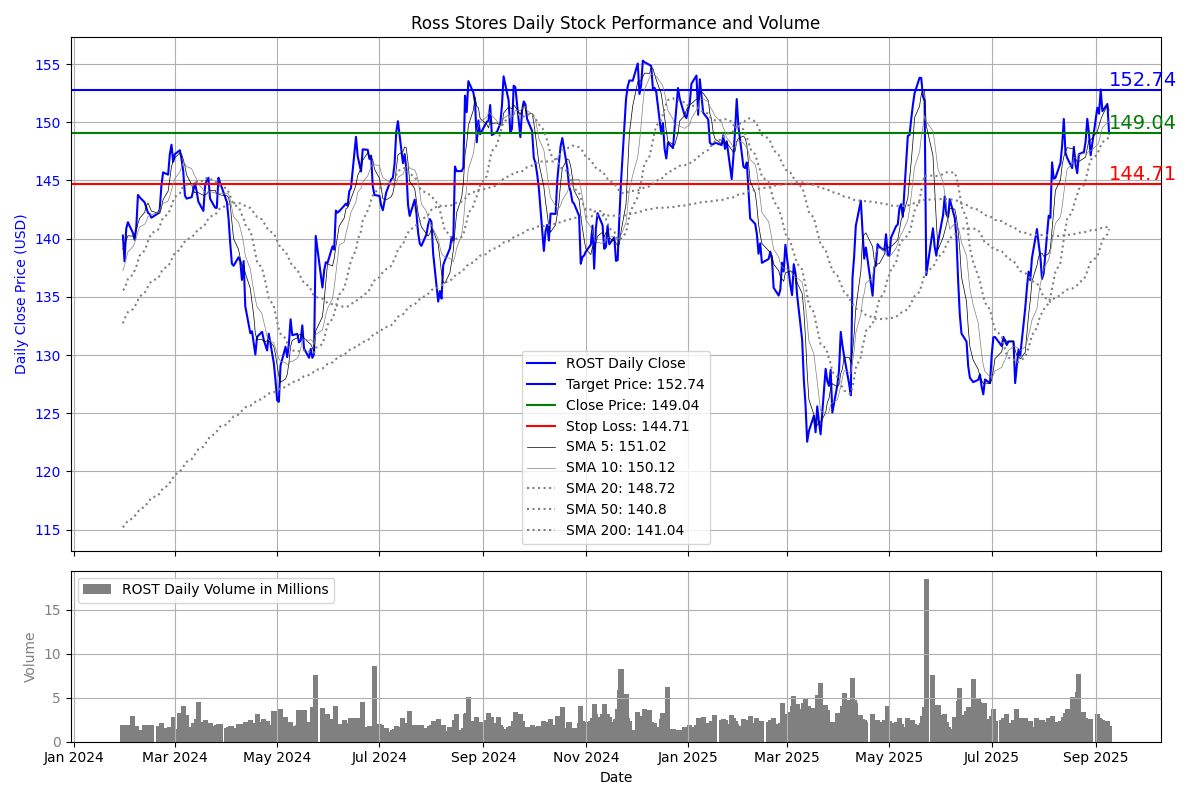 Ross Stores Daily Stock Performance and Volume
Daily Close Price (USD)
155
150
145
140
135
130
125
120
115
152.74
149.04
144.71
ROST Daily Close
Target Price: 152.74
Close Price: 149.04
Stop Loss: 144.71
SMA 5: 151.02
SMA 10: 150.12
SMA 20: 148.72
SMA 50: 140.8
SMA 200: 141.04
Volume
15
10
5
0
ROST Daily Volume in Millions
Jan 2024 Mar 2024 May 2024 Jul 2024 Sep 2024 Nov 2024 Jan 2025 Mar 2025 May 2025 Jul 2025 Sep 2025
Date